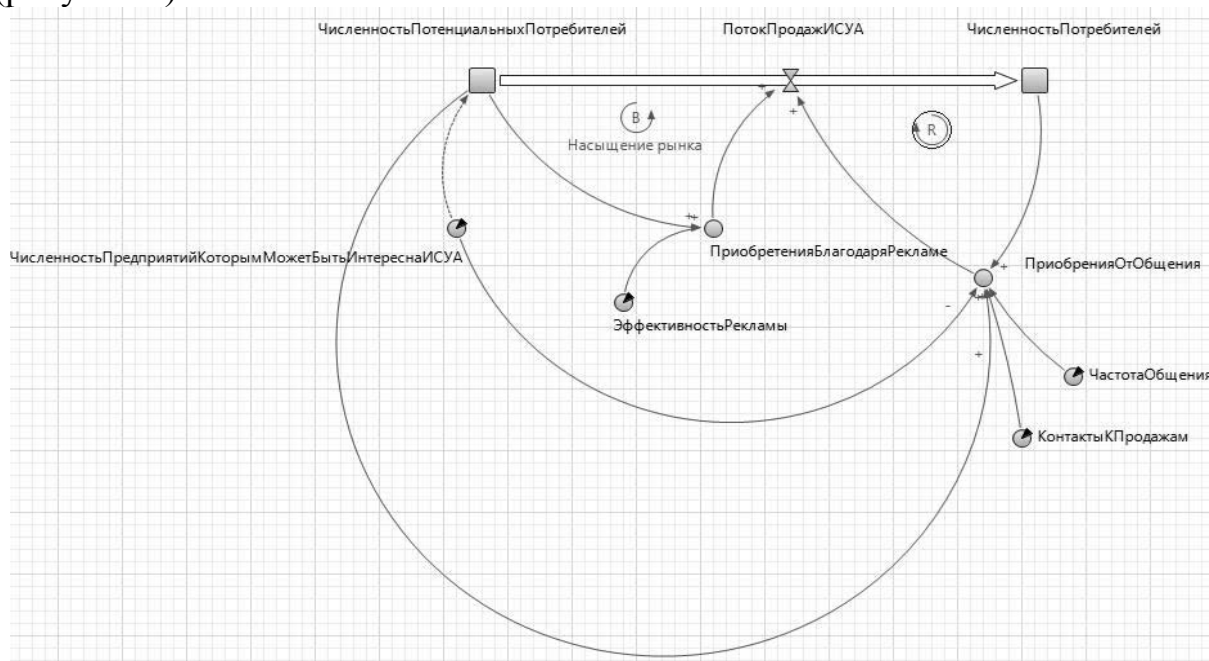 ЧисленностьПотенциальныхПотребителей ПотокПродажИСУА ЧисленностьПотребителей
B
R
Насыщение рынка
ЧисленностьПредприятийКоторымМожетБытьИнтереснаИСУА
ПриобретенияБлагодаряРекламе
ПриобренияОтОбщения
ЭффективностьРекламы
ЧастотаОбщения
КонтактыКПродажам